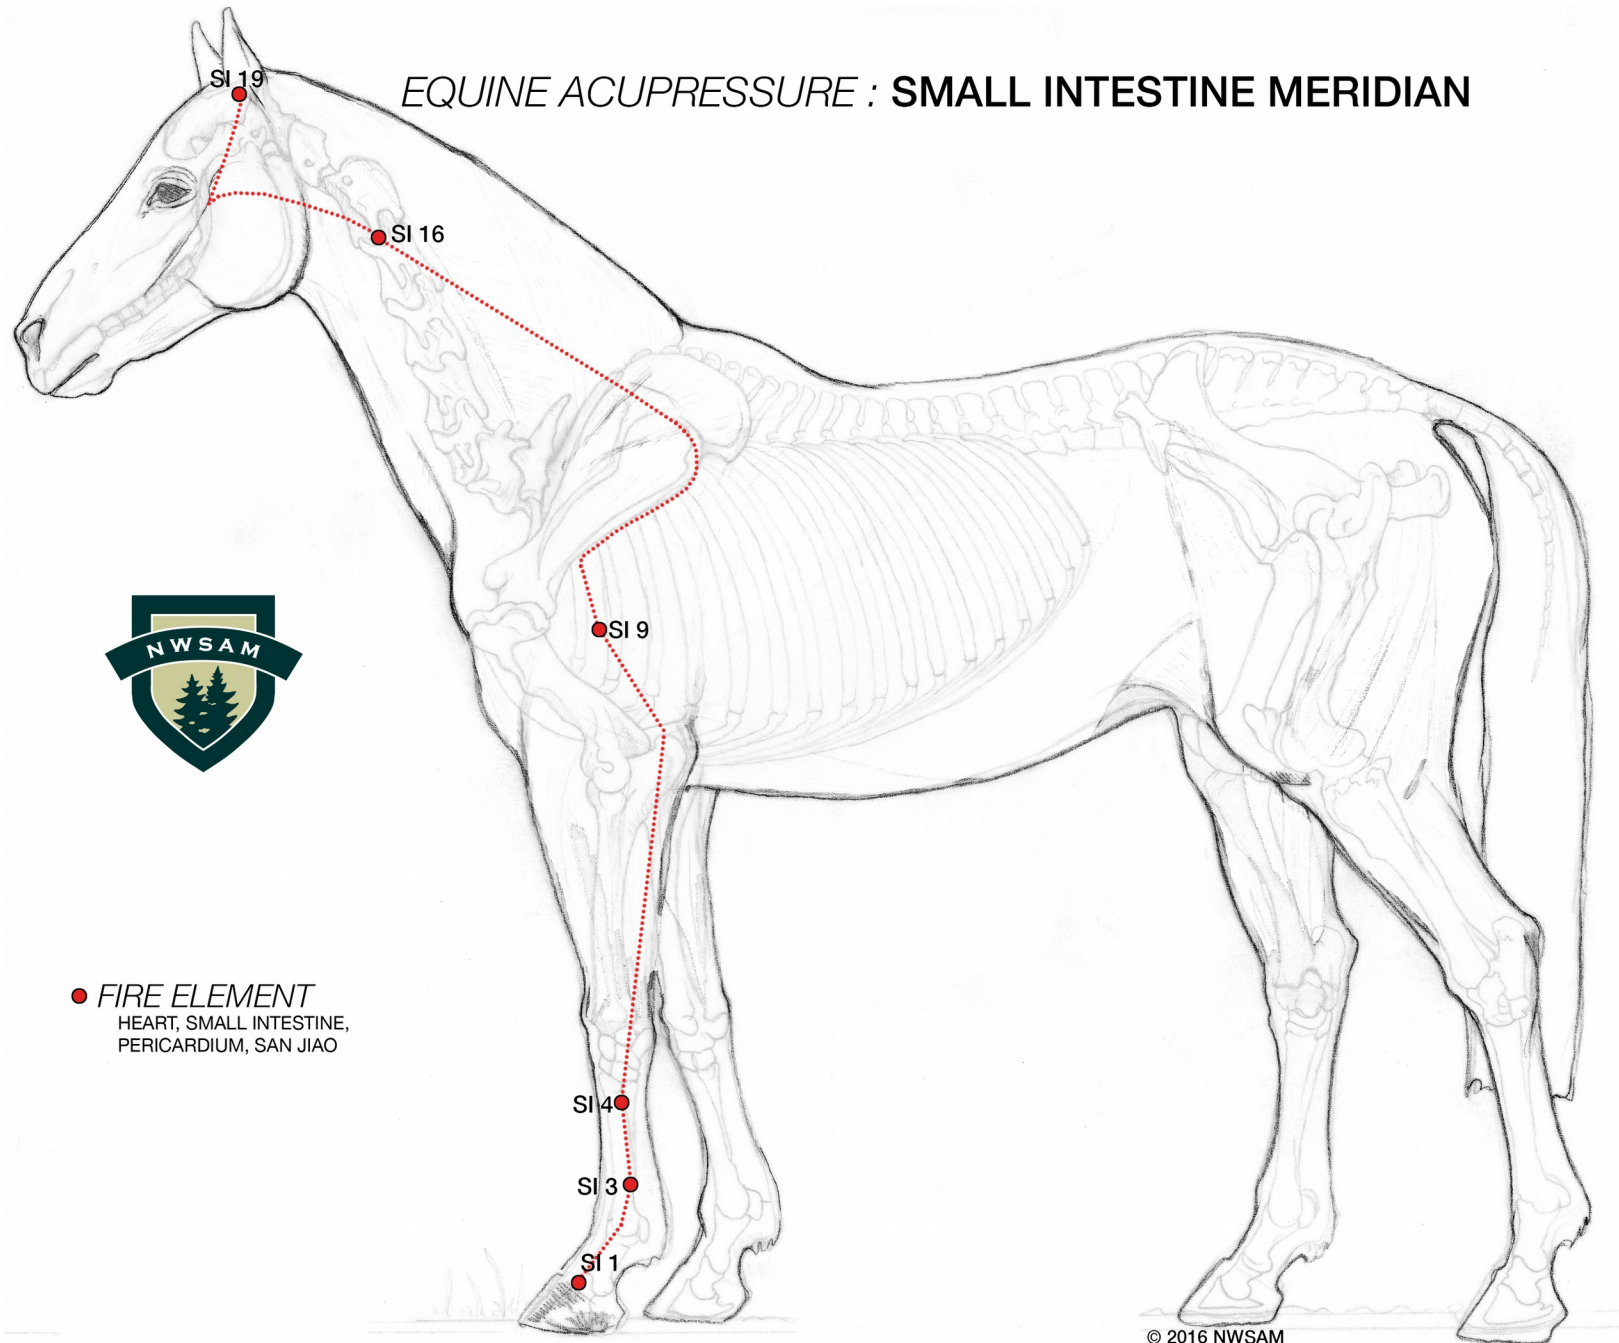 SI 19
EQUINE ACUPRESSURE : SMALL INTESTINE MERIDIAN
SI 16
NWSAM
SI 9
FIRE ELEMENT
HEART, SMALL INTESTINE,
PERICARDIUM, SAN JIAO
SI 4
SI 3
SI 1
© 2016 NWSAM